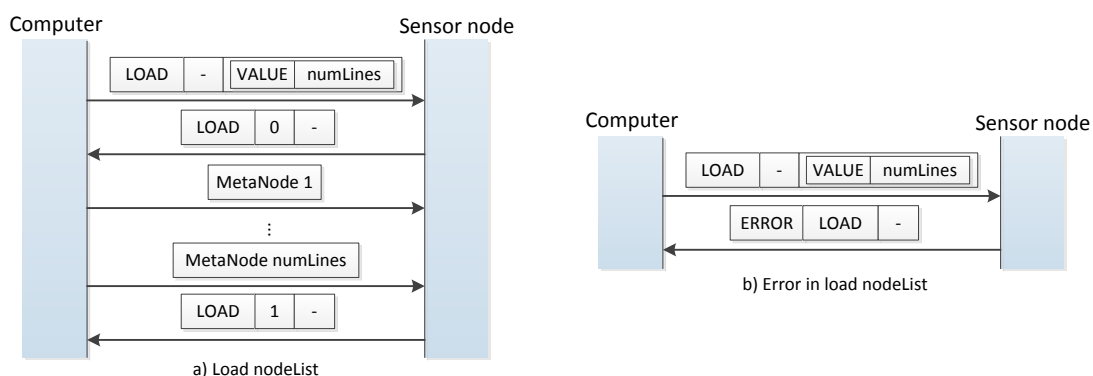 Computer
Sensor node
LOAD - VALUE numLines
LOAD 0 -
MetaNode 1
⋮
MetaNode numLines
LOAD 1 -
a) Load nodeList
Computer
Sensor node
LOAD - VALUE numLines
ERROR LOAD -
b) Error in load nodeList